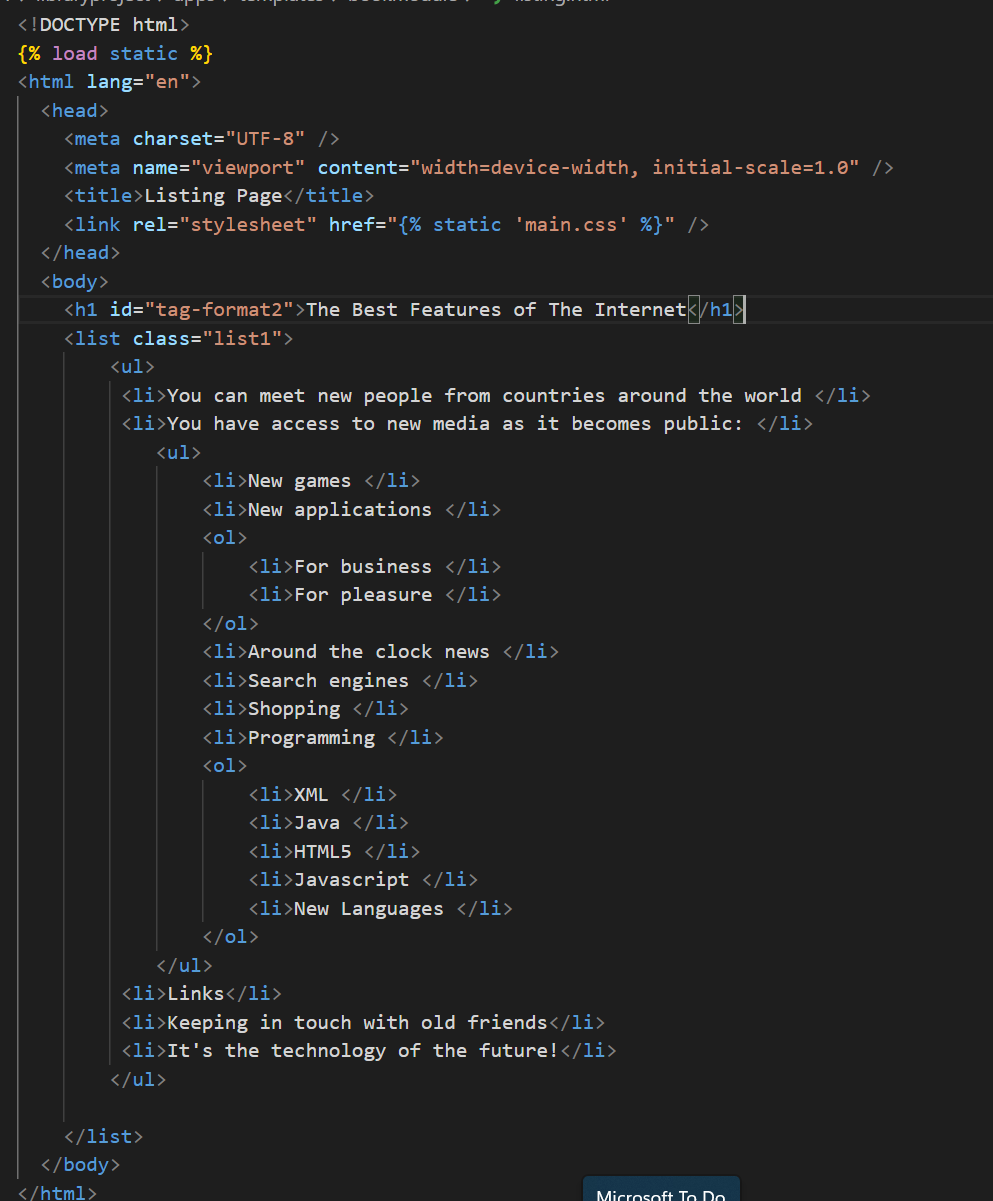 <!DOCTYPE html>
{% load static %}
<html lang="en">
<head>
<meta charset="UTF-8" />
<meta name="viewport" content="width=device-width, initial-scale=1.0" />
<title>Listing Page</title>
<link rel="stylesheet" href="{% static 'main.css' %}" />
</head>
<body>
<h1 id="tag-format2">The Best Features of The Internet</h1>
<list class="list1">
<ul>
<li>You can meet new people from countries around the world </li>
<li>You have access to new media as it becomes public: </li>
<ul>
<li>New games </li>
<li>New applications </li>
<ol>
<li>For business </li>
<li>For pleasure </li>
</ol>
<li>Around the clock news </li>
<li>Search engines </li>
<li>Shopping </li>
<li>Programming </li>
<ol>
<li>XML </li>
<li>Java </li>
<li>HTML5 </li>
<li>Javascript </li>
<li>New Languages </li>
</ol>
</ul>
<li>Links</li>
<li>Keeping in touch with old friends</li>
<li>It's the technology of the future!</li>
</ul>
</list>
</body>
</html>
Microsoft To Do